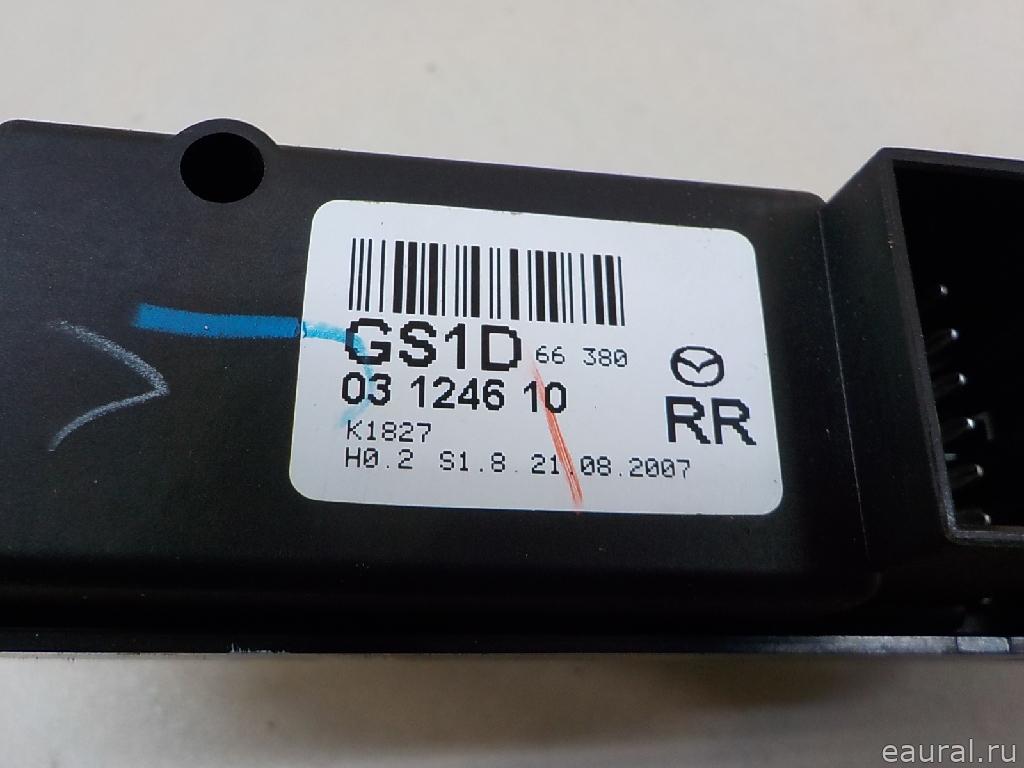 GS1D 66 380
03 1246 10
RR
K1827
H0.2 S1.8 21.08.2007
eaural.ru